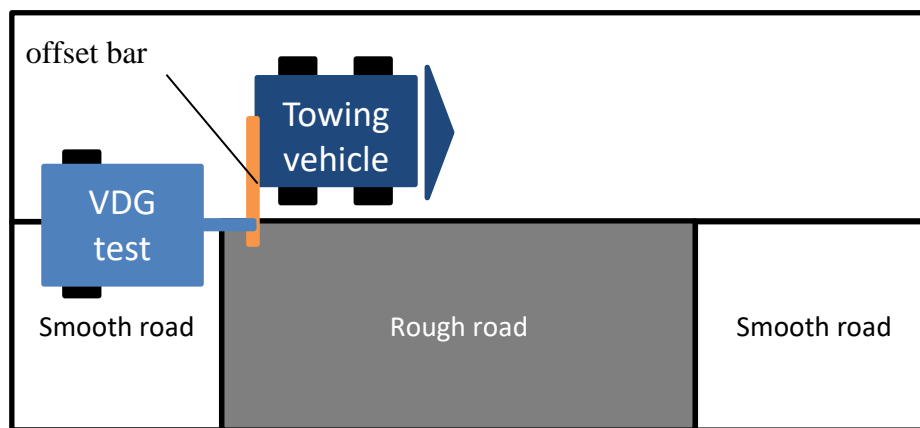 offset bar
Towing
vehicle
VDG
test
Smooth road
Rough road
Smooth road